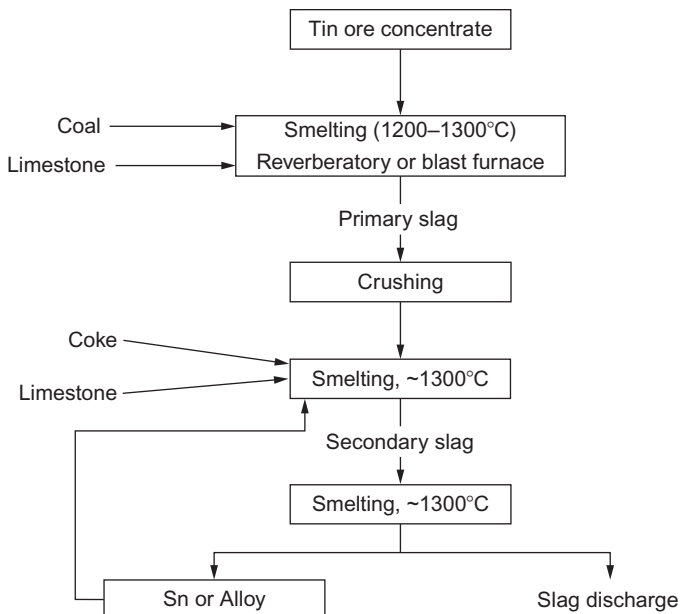 Tin ore concentrate
Coal
Smelting (1200–1300°C)
Limestone
Reverberatory or blast furnace
Primary slag
Crushing
Coke
Limestone
Smelting, ~1300°C
Secondary slag
Smelting, ~1300°C
Sn or Alloy
Slag discharge